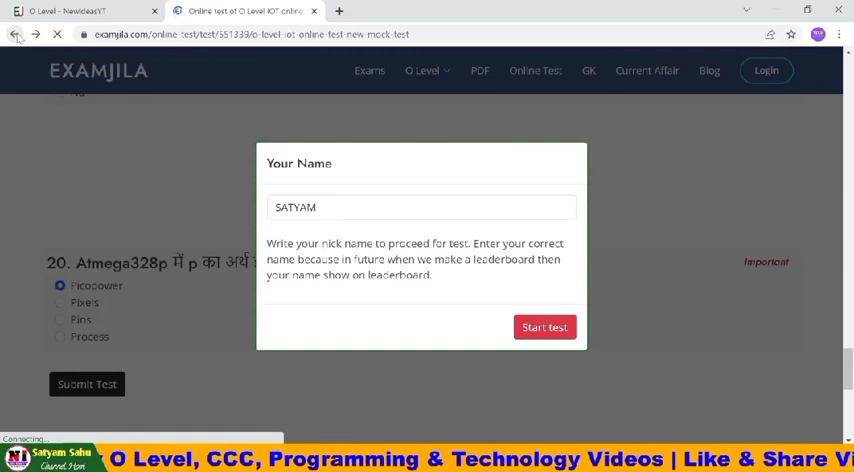 O Level - NewideasYT
Online test of O Level IOT online
examjila.com/online-test/test/551339/o-level-iot-online-test-new-mock-test
EXAMJILA
Exams
O Level
PDF
Online Test
GK
Current Affair
Blog
Login
Your Name
SATYAM
Write your nick name to proceed for test. Enter your correct
name because in future when we make a leaderboard then
your name show on leaderboard.
Start test
20. Atmega328p में p का अर्थ
Important
Picopower
Pixels
Pins
Process
Submit Test
Connecting...
Satyam Sahu
Channel Host
O Level, CCC, Programming & Technology Videos | Like & Share Vi